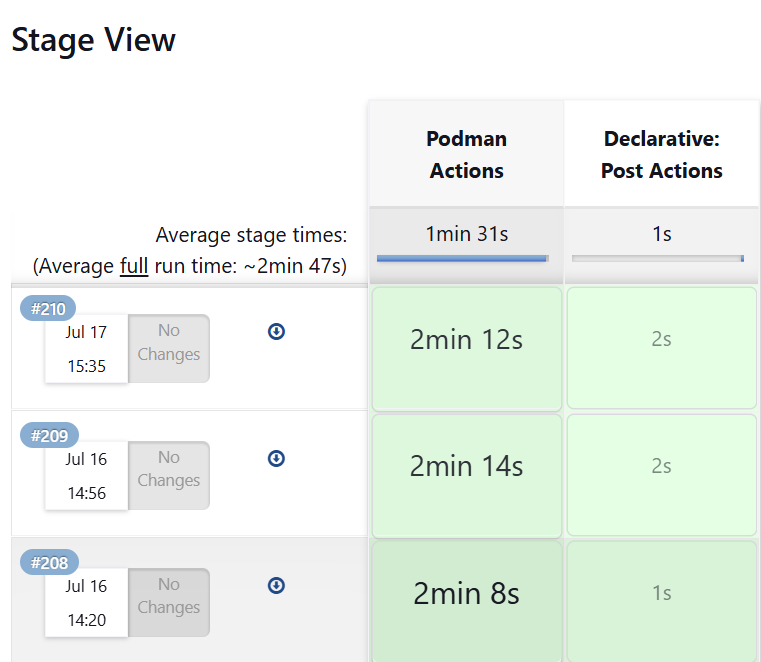 Stage View
Podman
Actions
Declarative:
Post Actions
Average stage times:
(Average full run time: ~2min 47s)
1min 31s
1s
#210
Jul 17
15:35
No
Changes
2min 12s
2s
#209
Jul 16
14:56
No
Changes
2min 14s
2s
#208
Jul 16
14:20
No
Changes
2min 8s
1s